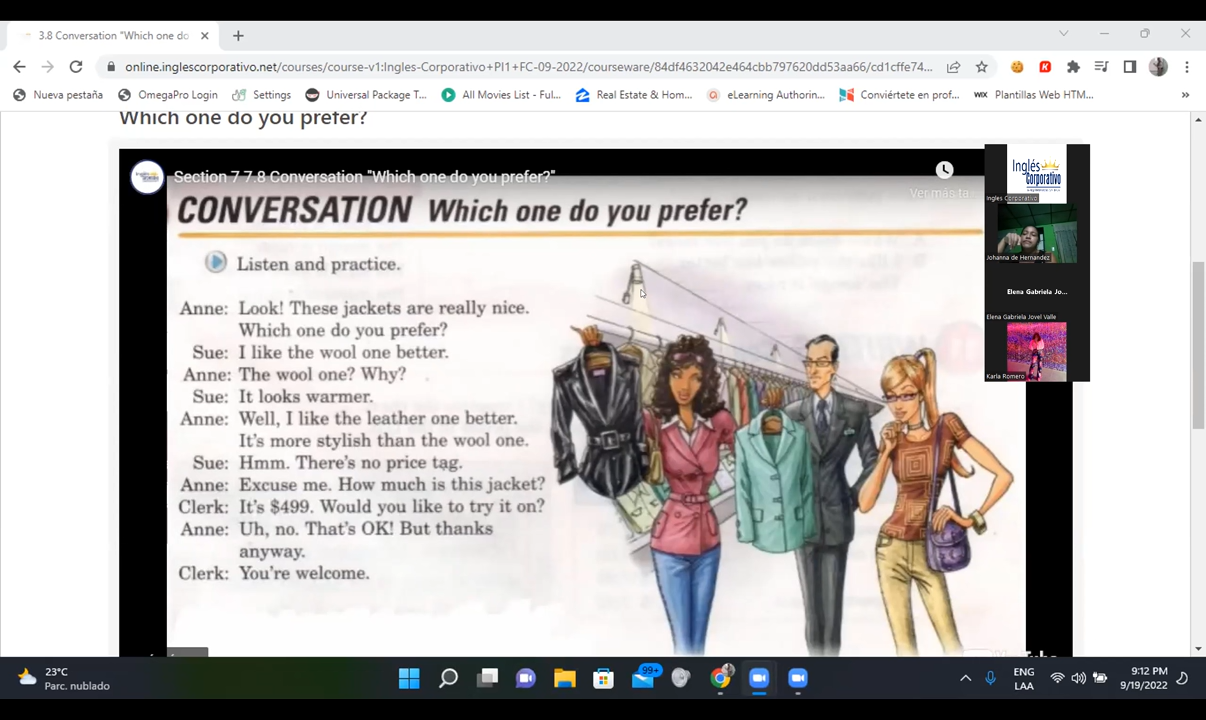 3.8 Conversation "Which one do
online.inglescorporativo.net/courses/course-v1:Ingles-Corporativo+PI1+FC-09-2022/courseware/84df4632042e464cbb797620dd53aa66/cd1cffe74...
Nueva pestaña OmegaPro Login Settings Universal Package T... All Movies List - Ful... Real Estate & Hom... eLearning Authorin... Conviértete en prof... WIX Plantillas Web HTM... »
Which one do you prefer?
Section 7 7.8 Conversation "Which one do you prefer?"
Ver más ta
CONVERSATION Which one do you prefer?
Listen and practice.
Anne: Look! These jackets are really nice.
Which one do you prefer?
Sue: I like the wool one better.
Anne: The wool one? Why?
Sue: It looks warmer.
Anne: Well, I like the leather one better.
It's more stylish than the wool one.
Sue: Hmm. There's no price tag.
Anne: Excuse me. How much is this jacket?
Clerk: It's $499. Would you like to try it on?
Anne: Uh, no. That's OK! But thanks
anyway.
Clerk: You're welcome.
Inglés
Corporativo
Ingles Corporativo
Johanna de Hernandez
Elena Gabriela Jo...
Elena Gabriela Jovel Valle
Karla Romero
23°C
Parc. nublado
99+
ENG
LAA
9:12 PM
9/19/2022